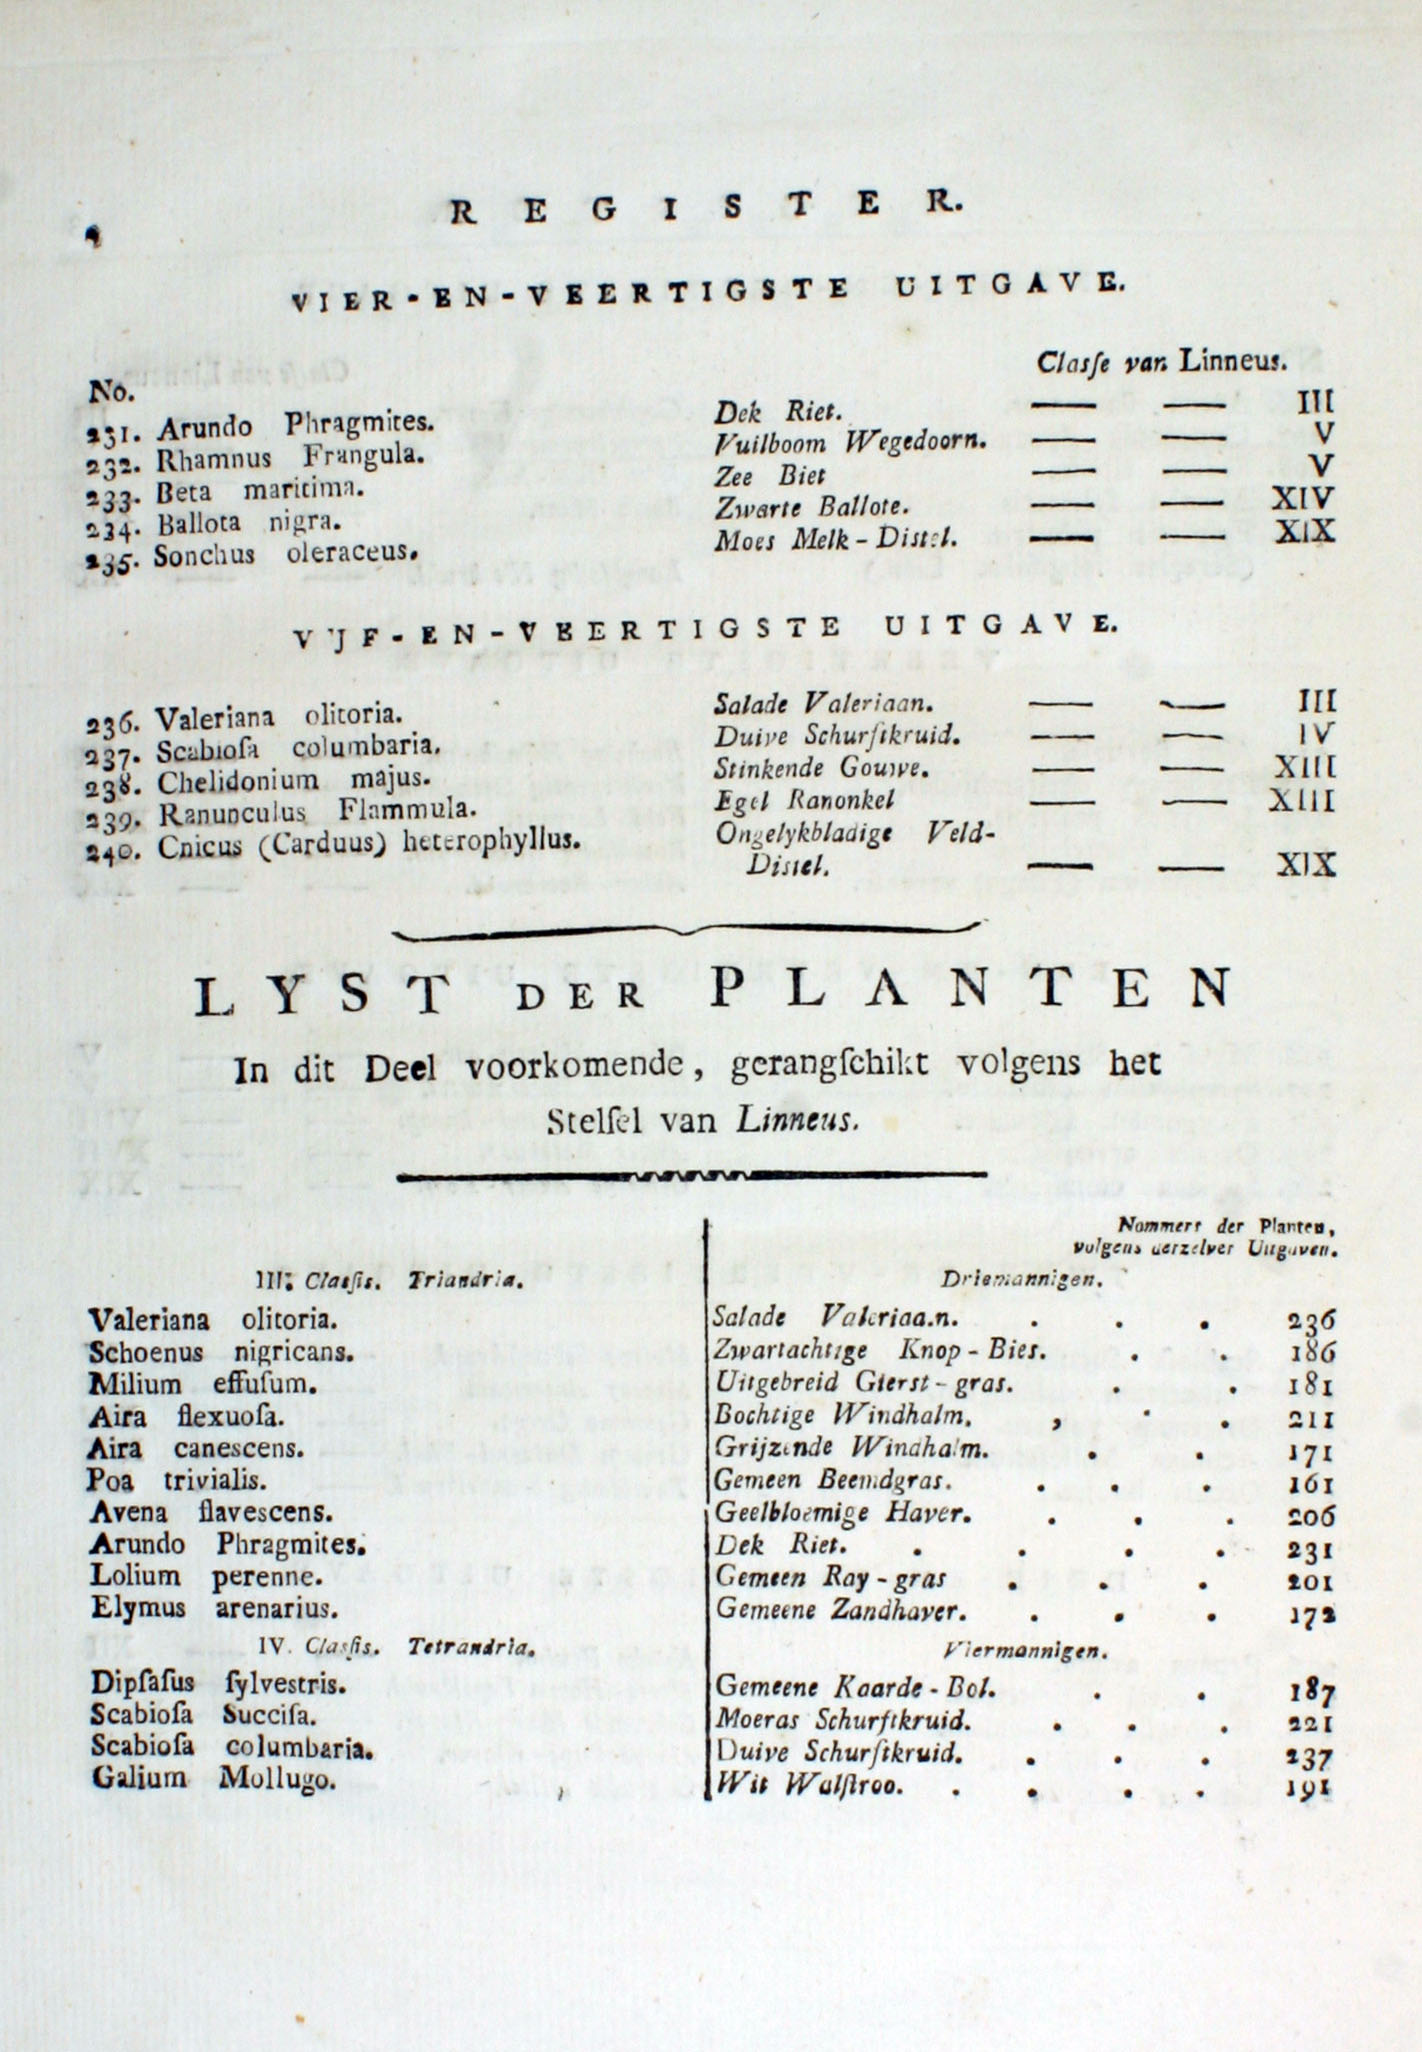 REGISTER.
VIER-EN-VEERTIGSTE UITGAVE.
Classe van Linneus.
No.
231. Arundo Phragmites. Dek Riet. — — III
232. Rhamnus Frangula. Vuilboom Wegedoorn. — — V
233. Beta maritima. Zee Biet — — V
234. Ballota nigra. Zwarte Ballote. — — XIV
235. Sonchus oleraceus. Moes Melk-Distel. — — XIX
VIJF-EN-VEERTIGSTE UITGAVE.
236. Valeriana olitoria. Salade Valeriaan. — — III
237. Scabioſa columbaria. Duive Schurſtkruid. — — IV
238. Chelidonium majus. Stinkende Gouwe. — — XIII
239. Ranunculus Flammula. Egel Ranonkel — — XIII
240. Cnicus (Carduus) heterophyllus. Ongelykbladige Veld-
Distel. — — XIX
LYST DER PLANTEN
In dit Deel voorkomende, gerangſchikt volgens het
Stelſel van Linneus.
Nommers der Planten,
volgens derzelver Uitgaven.
III. Classis. Triandria. Driemannigen.
Valeriana olitoria. Salade Valeriaan. . . . 236
Schoenus nigricans. Zwartachtige Knop-Bies. . . 186
Milium effuſum. Uitgebreid Gierst-gras. . . 181
Aira flexuoſa. Bochtige Windhalm. , . . 211
Aira canescens. Grijzende Windhalm. . . 171
Poa trivialis. Gemeen Beemdgras. . . . 161
Avena flavescens. Geelbloemige Haver. . . . 206
Arundo Phragmites. Dek Riet. . . . . 231
Lolium perenne. Gemeen Ray-gras . . . 201
Elymus arenarius. Gemeene Zandhaver. . . . 172
IV. Classis. Tetrandria. Viermannigen.
Dipſaſus ſylvestris. Gemeene Kaarde-Bol. . . 187
Scabioſa Succiſa. Moeras Schurftkruid. . . . 221
Scabioſa columbaria. Duive Schurſtkruid. . . . 237
Galium Mollugo. Wit Walſtroo. . . . . 191